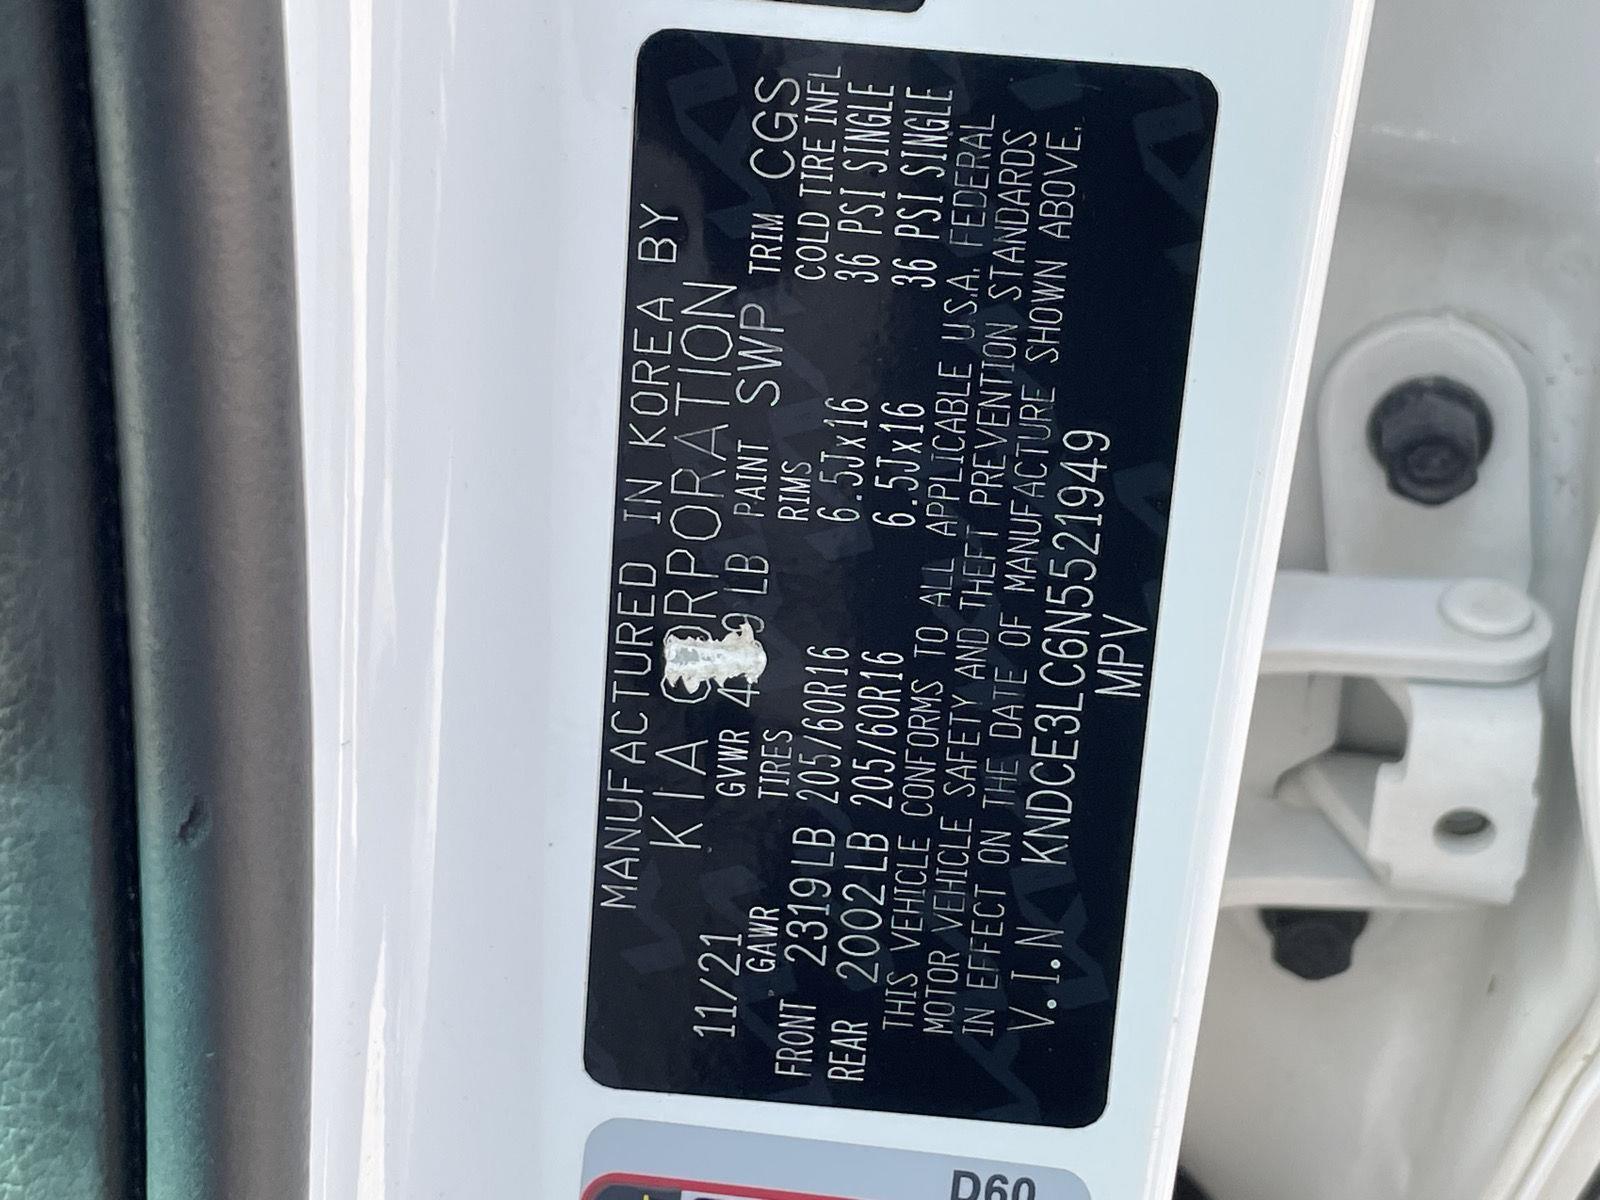 MANUFACTURED IN KOREA BY
KIA CORPORATION
11/21 GVWR LB PAINT SWP TRIM CGS
GAWR TIRES RIMS COLD TIRE INFL
FRONT 2319LB 205/60R16 6.5Jx16 36 PSI SINGLE
REAR 2002LB 205/60R16 6.5Jx16 36 PSI SINGLE
THIS VEHICLE CONFORMS TO ALL APPLICABLE U.S.A. FEDERAL
MOTOR VEHICLE SAFETY AND THEFT PREVENTION STANDARDS
IN EFFECT ON THE DATE OF MANUFACTURE SHOWN ABOVE.
V.I.N KNDCE3LC6N5521949
MPV
D60